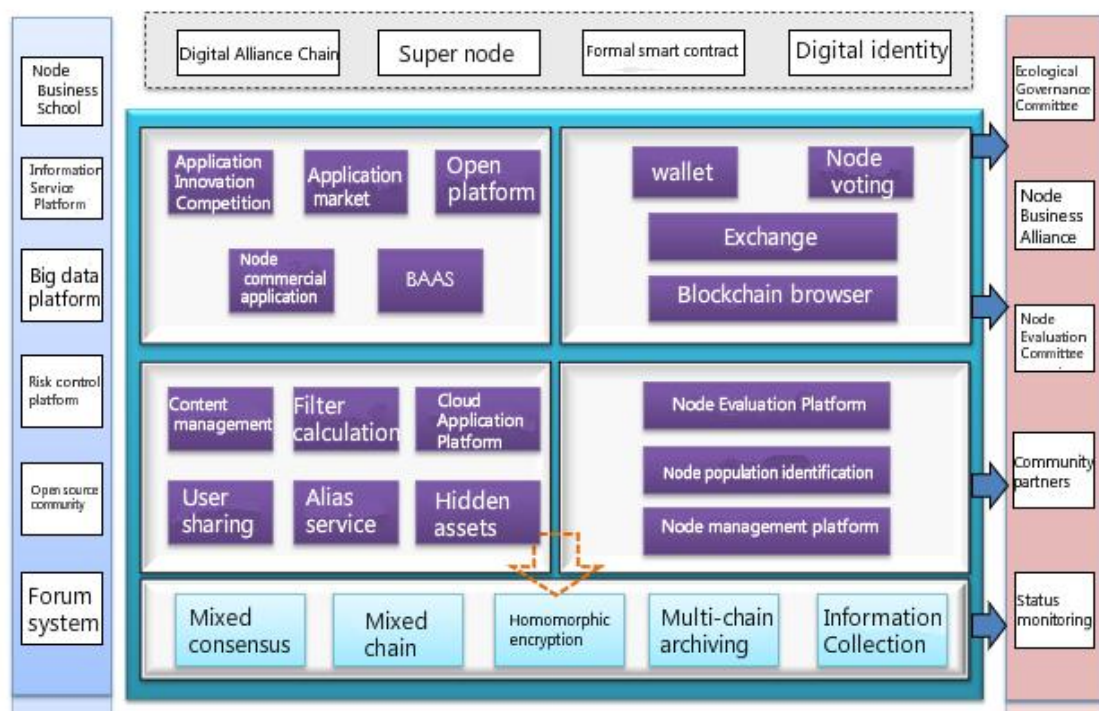 Digital Alliance Chain
Super node
Formal smart contract
Digital identity
Node
Business
School
Information
Service
Platform
Big data
platform
Risk control
platform
Open source
community
Forum
system
Application
Innovation
Competition
Application
market
Open
platform
Node
commercial
application
BAAS
wallet
Node
voting
Exchange
Blockchain browser
Content
management
Filter
calculation
Cloud
Application
Platform
User
sharing
Alias
service
Hidden
assets
Node Evaluation Platform
Node population identification
Node management platform
Mixed
consensus
Mixed
chain
Homomorphic
encryption
Multi-chain
archiving
Information
Collection
Ecological
Governance
Committee
Node
Business
Alliance
Node
Evaluation
Committee
Community
partners
Status
monitoring